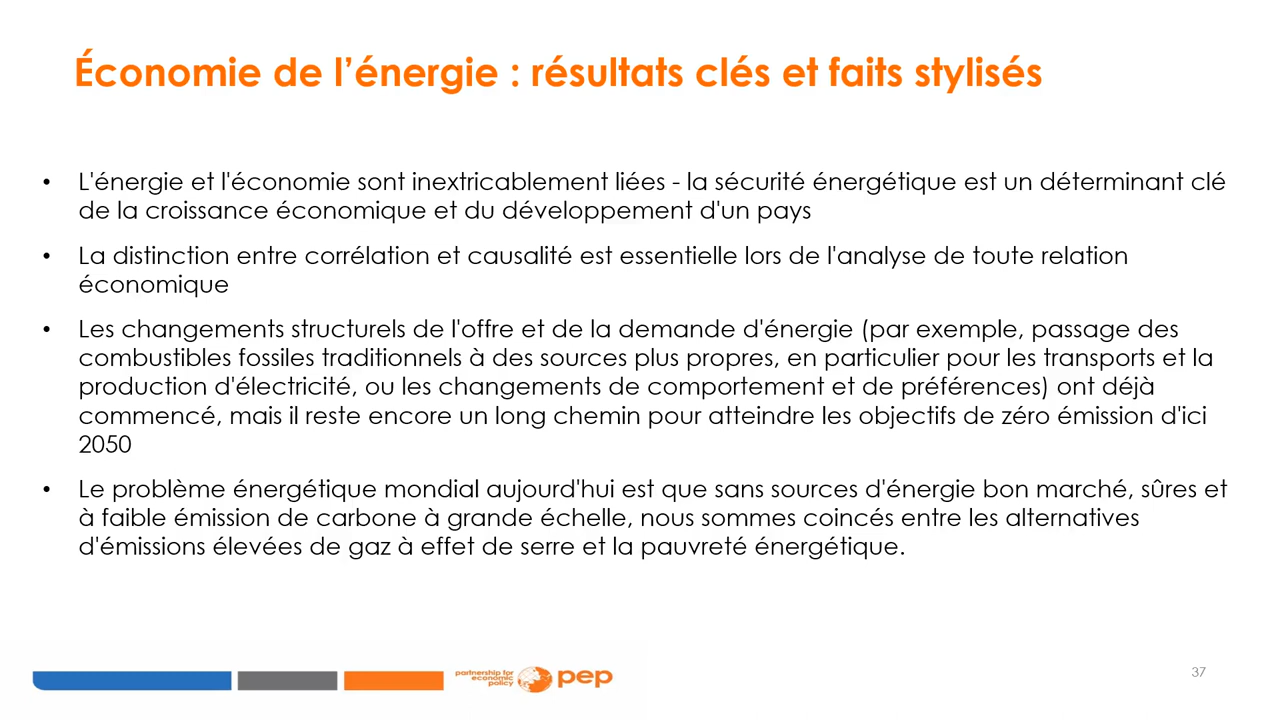 Économie de l’énergie : résultats clés et faits stylisés
• L'énergie et l'économie sont inextricablement liées - la sécurité énergétique est un déterminant clé
de la croissance économique et du développement d'un pays
• La distinction entre corrélation et causalité est essentielle lors de l'analyse de toute relation
économique
• Les changements structurels de l'offre et de la demande d'énergie (par exemple, passage des
combustibles fossiles traditionnels à des sources plus propres, en particulier pour les transports et la
production d'électricité, ou les changements de comportement et de préférences) ont déjà
commencé, mais il reste encore un long chemin pour atteindre les objectifs de zéro émission d'ici
2050
• Le problème énergétique mondial aujourd'hui est que sans sources d'énergie bon marché, sûres et
à faible émission de carbone à grande échelle, nous sommes coincés entre les alternatives
d'émissions élevées de gaz à effet de serre et la pauvreté énergétique.
partnership for
economic
policy
pep
37